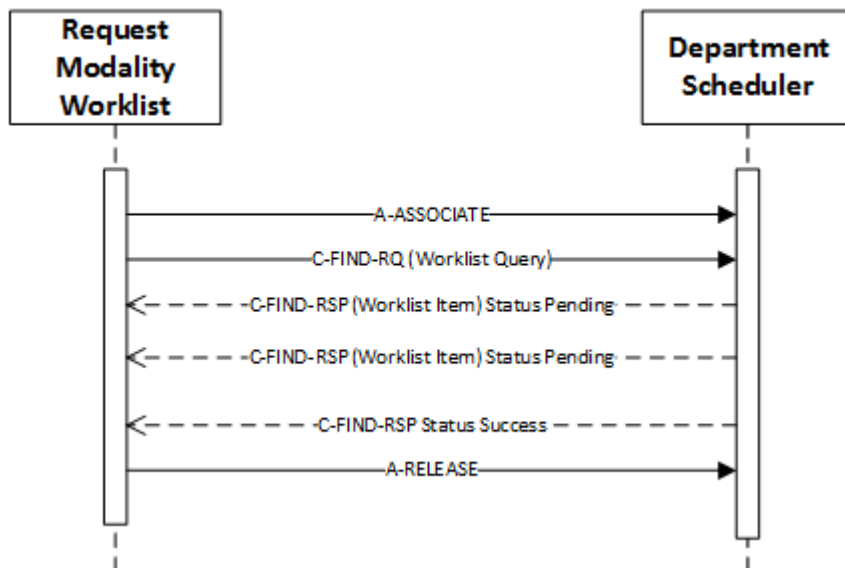 Request
Modality
Worklist
Department
Scheduler
A-ASSOCIATE
C-FIND-RQ (Worklist Query)
C-FIND-RSP (Worklist Item) Status Pending
C-FIND-RSP (Worklist Item) Status Pending
C-FIND-RSP Status Success
A-RELEASE